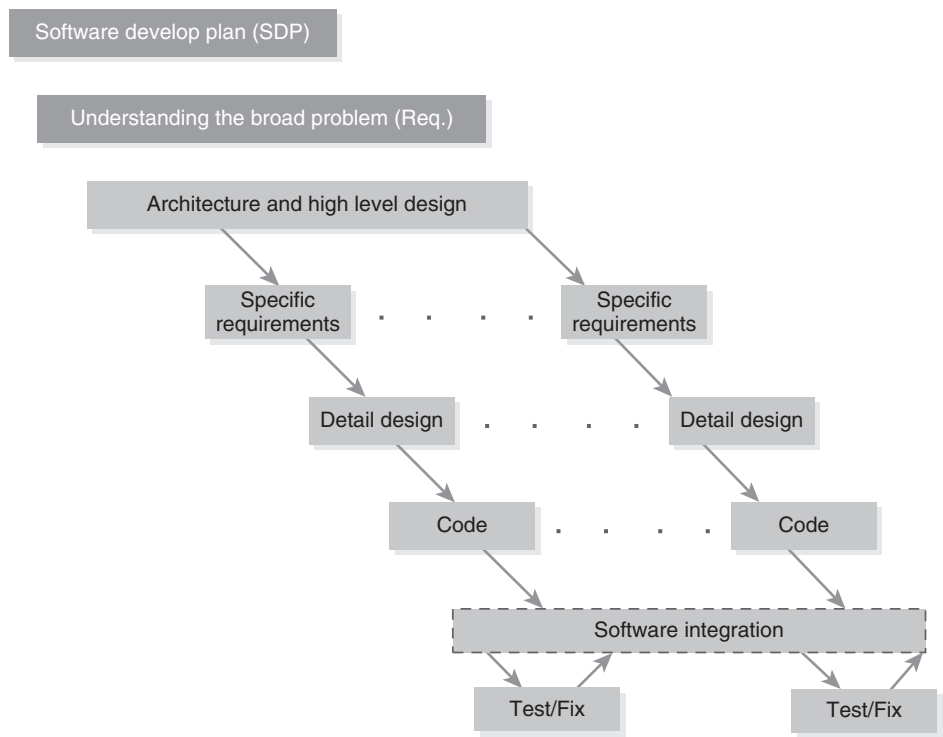 Software develop plan (SDP)
Understanding the broad problem (Req.)
Architecture and high level design
Specific
requirements
Specific
requirements
Detail design
Detail design
Code
Code
Software integration
Test/Fix
Test/Fix